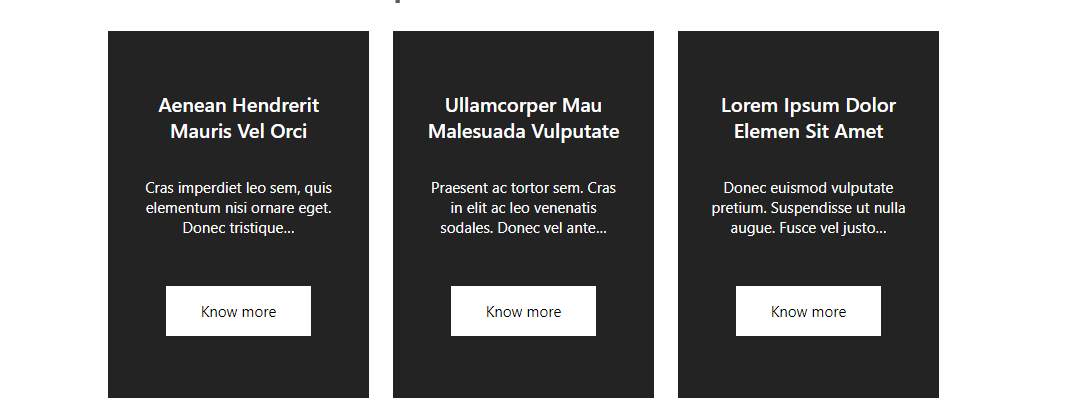 Aenean Hendrerit
Mauris Vel Orci
Cras imperdiet leo sem, quis
elementum nisi ornare eget.
Donec tristique...
Know more
Ullamcorper Mau
Malesuada Vulputate
Praesent ac tortor sem. Cras
in elit ac leo venenatis
sodales. Donec vel ante...
Know more
Lorem Ipsum Dolor
Elemen Sit Amet
Donec euismod vulputate
pretium. Suspendisse ut nulla
augue. Fusce vel justo...
Know more